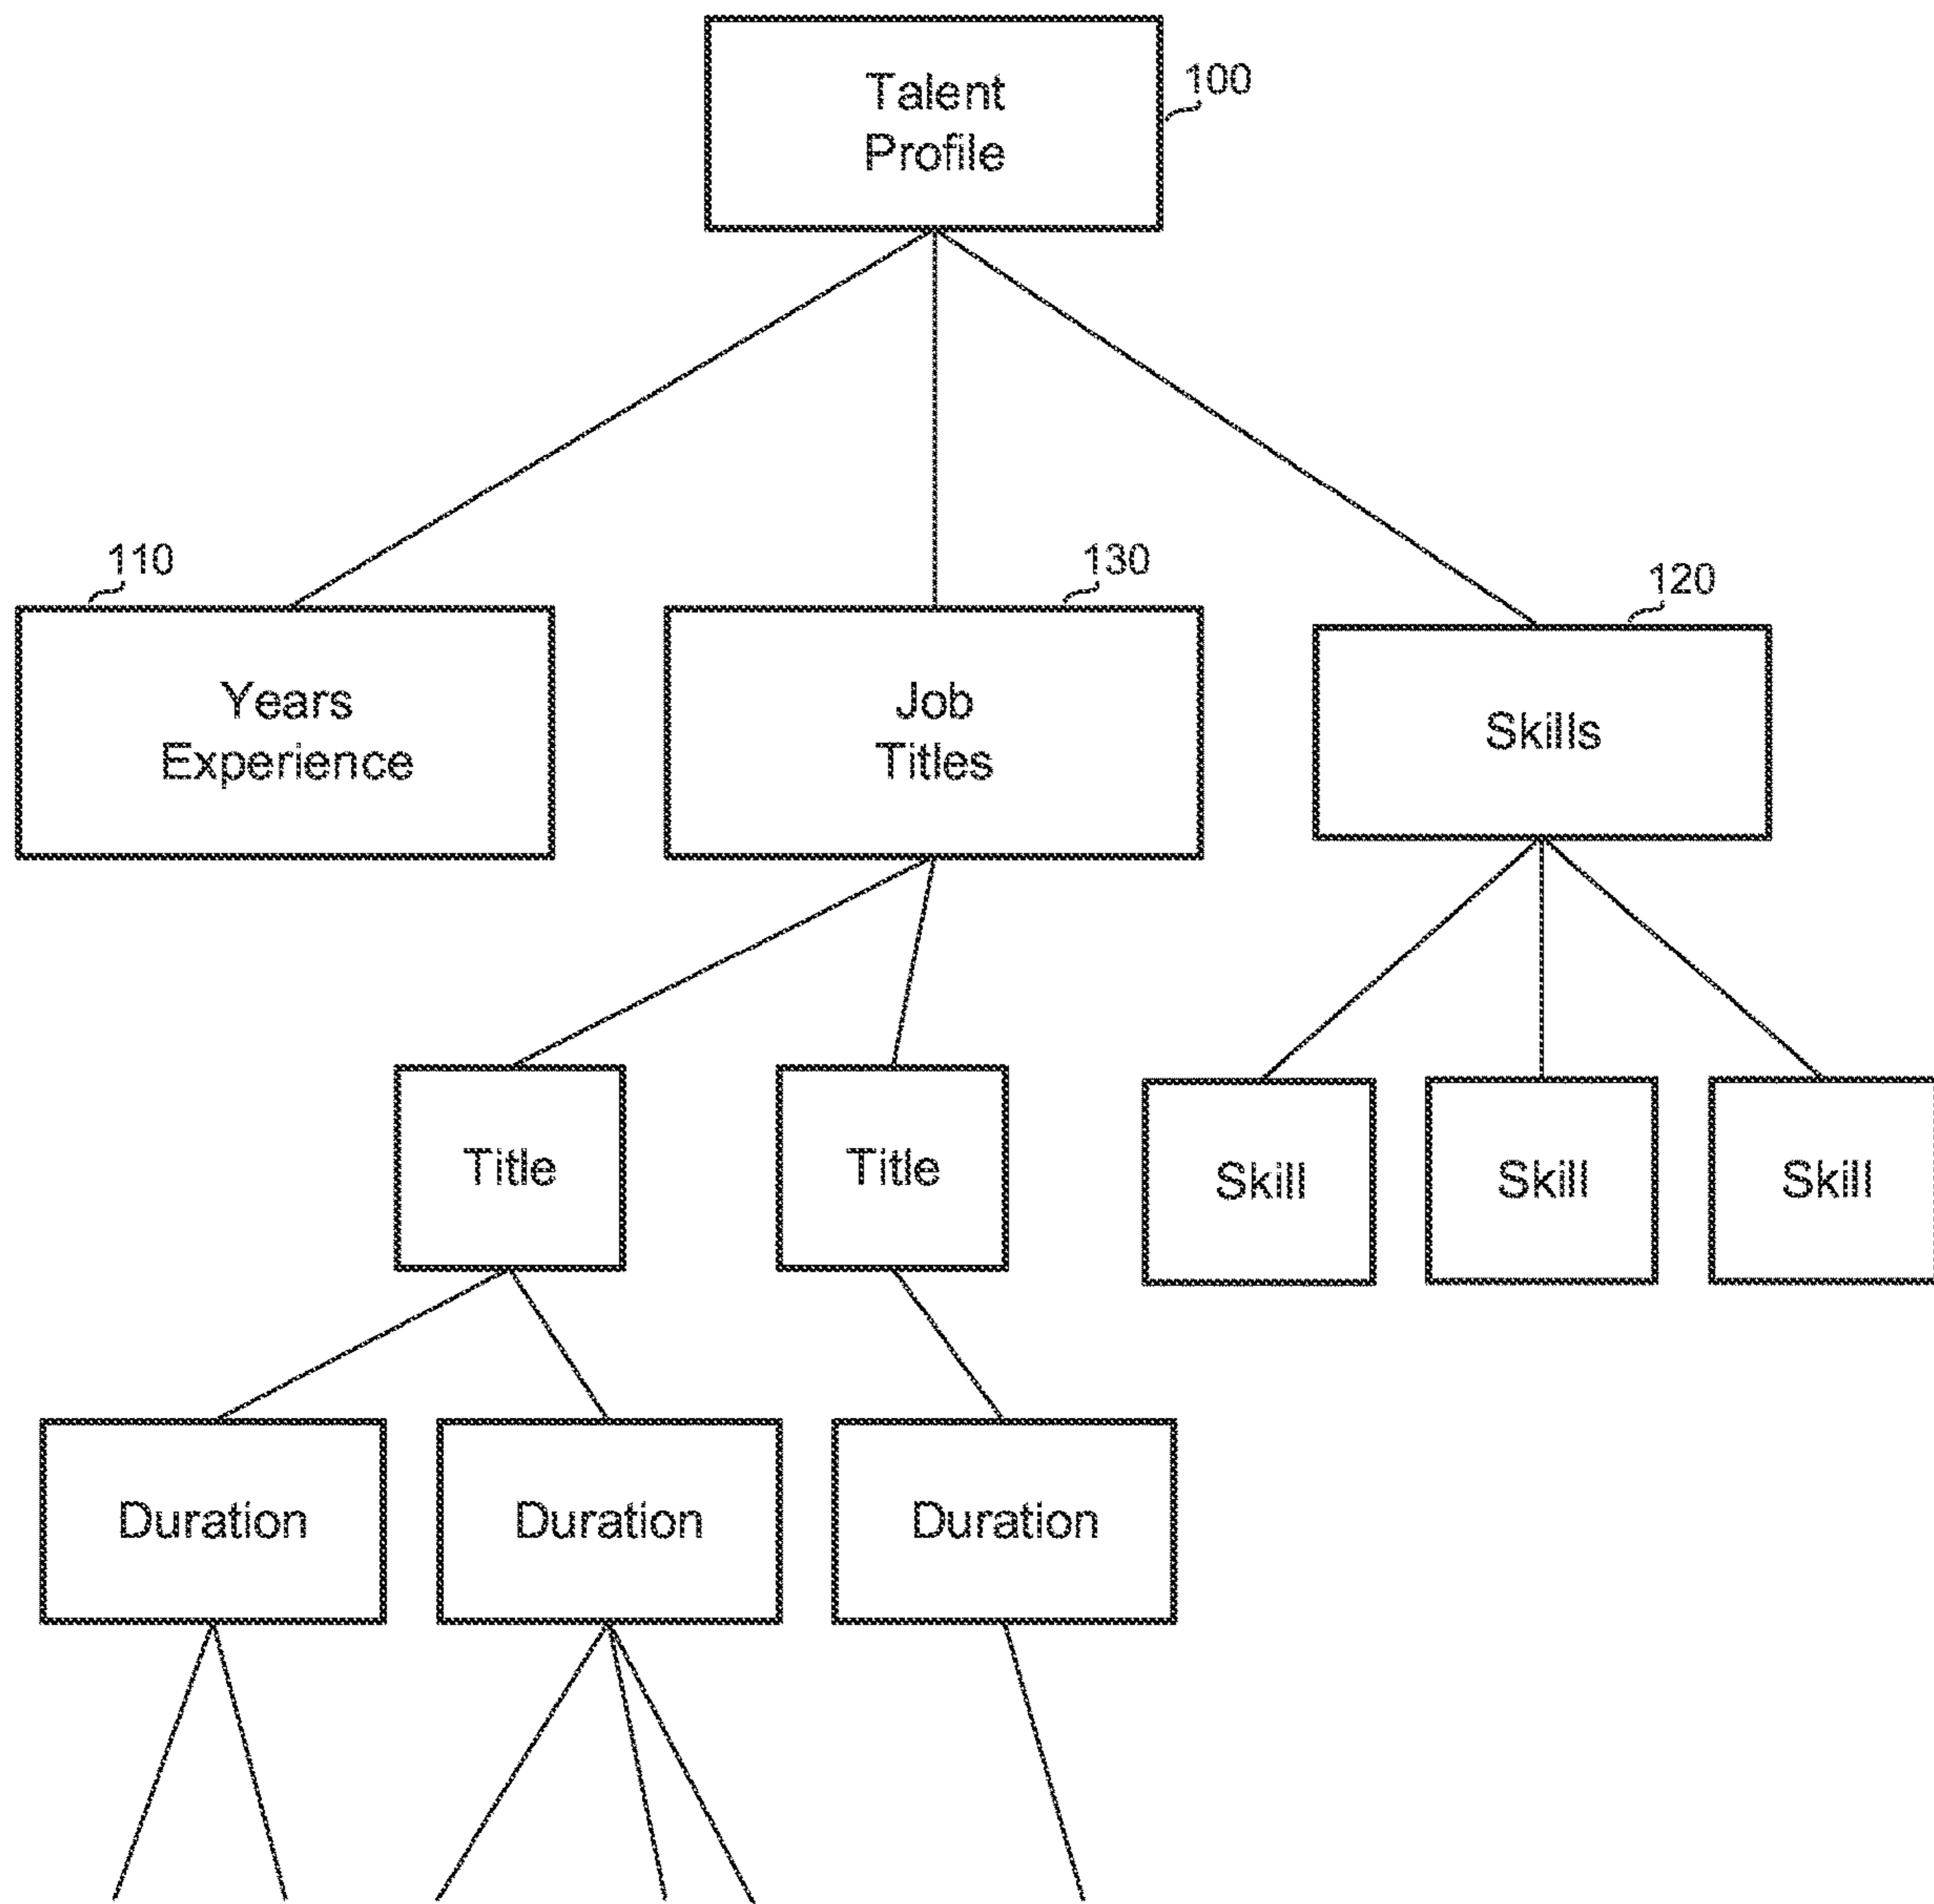 Talent
Profile
100
110
130
120
Years
Experience
Job
Titles
Skills
Title
Title
Skill
Skill
Skill
Duration
Duration
Duration